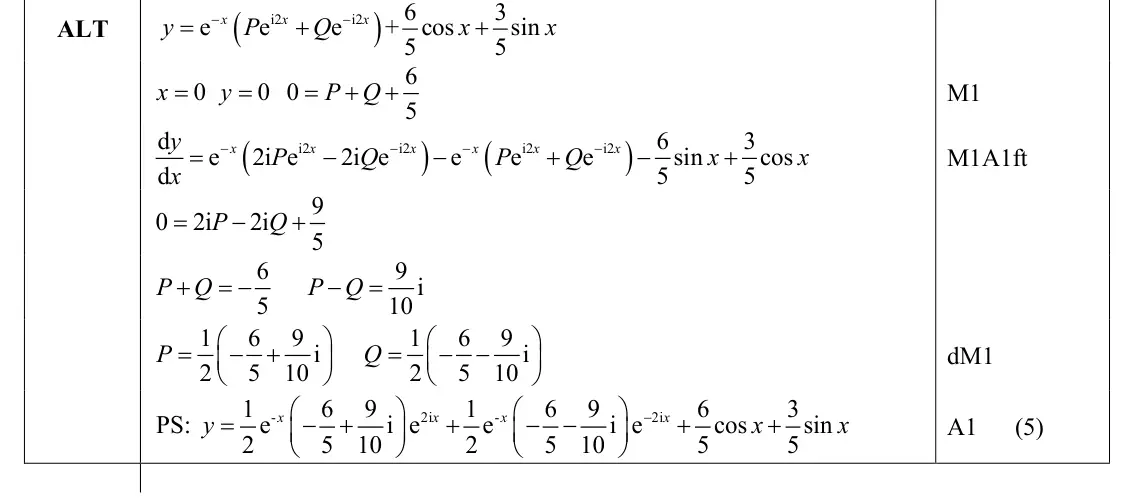 ALT y = e^{−x}(Pe^{i2x} + Qe^{−i2x}) + 6/5 cos x + 3/5 sin x
x = 0 y = 0 0 = P + Q + 6/5 M1
dy/dx = e^{−x}(2iPe^{i2x} − 2iQe^{−i2x}) − e^{−x}(Pe^{i2x} + Qe^{−i2x}) − 6/5 sin x + 3/5 cos x M1A1ft
0 = 2iP − 2iQ + 9/5
P + Q = −6/5 P − Q = 9/10 i
P = 1/2(−6/5 + 9/10 i) Q = 1/2(−6/5 − 9/10 i) dM1
PS: y = 1/2 e^{-x}(−6/5 + 9/10 i)e^{2ix} + 1/2 e^{-x}(−6/5 − 9/10 i)e^{−2ix} + 6/5 cos x + 3/5 sin x A1 (5)